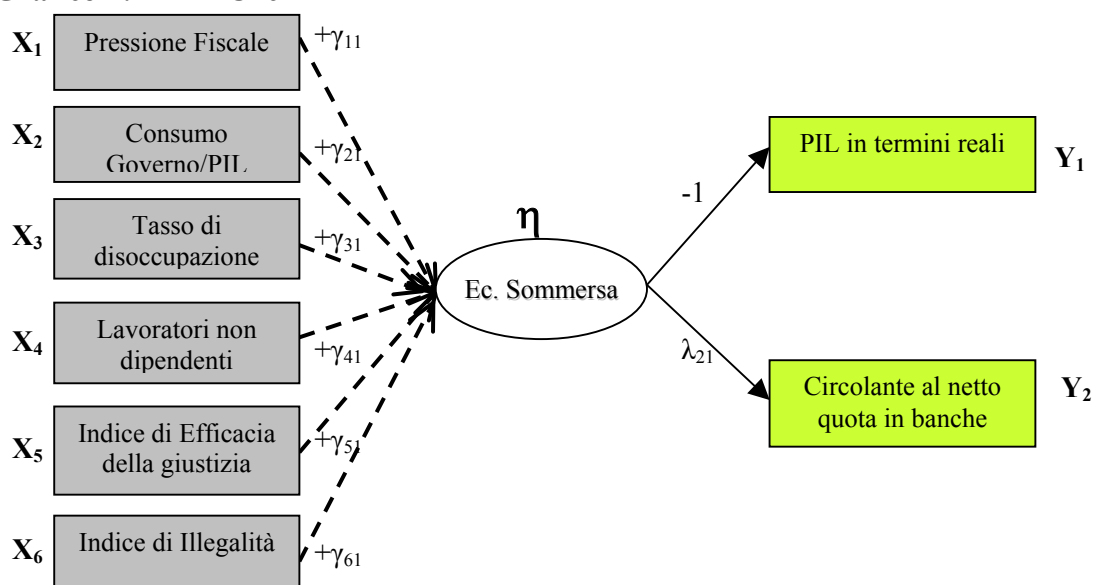 X₁
Pressione Fiscale
+γ₁₁
X₂
Consumo
Governo/PIL
+γ₂₁
X₃
Tasso di
disoccupazione
+γ₃₁
X₄
Lavoratori non
dipendenti
+γ₄₁
X₅
Indice di Efficacia
della giustizia
+γ₅₁
X₆
Indice di Illegalità
+γ₆₁
η
Ec. Sommersa
-1
PIL in termini reali
Y₁
λ₂₁
Circolante al netto
quota in banche
Y₂